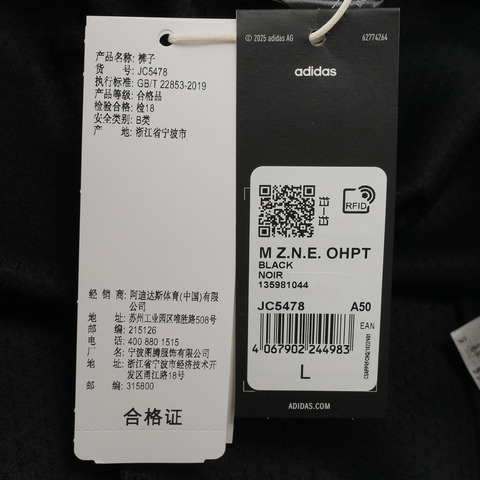 产品名称: 裤子
货 号: JC5478
执行标准: GB/T 22853-2019
产品等级: 合格品
检验合格: 检18
安全类别: B类
产 地: 浙江省宁波市
经 销 商: 阿迪达斯体育(中国)有限公司
地 址: 苏州工业园区唯胜路508号
邮 编: 215126
电 话: 400 880 1515
厂 名: 宁波图腾服饰有限公司
地 址: 浙江省宁波市经济技术开发区甬江路18号
邮 编: 315800
合格证
© 2025 adidas AG
62774264
adidas
RFID
M Z.N.E. OHPT
BLACK
NOIR
135981044
JC5478 A50
EAN
4 067902 244983
L
ADIDAS.COM